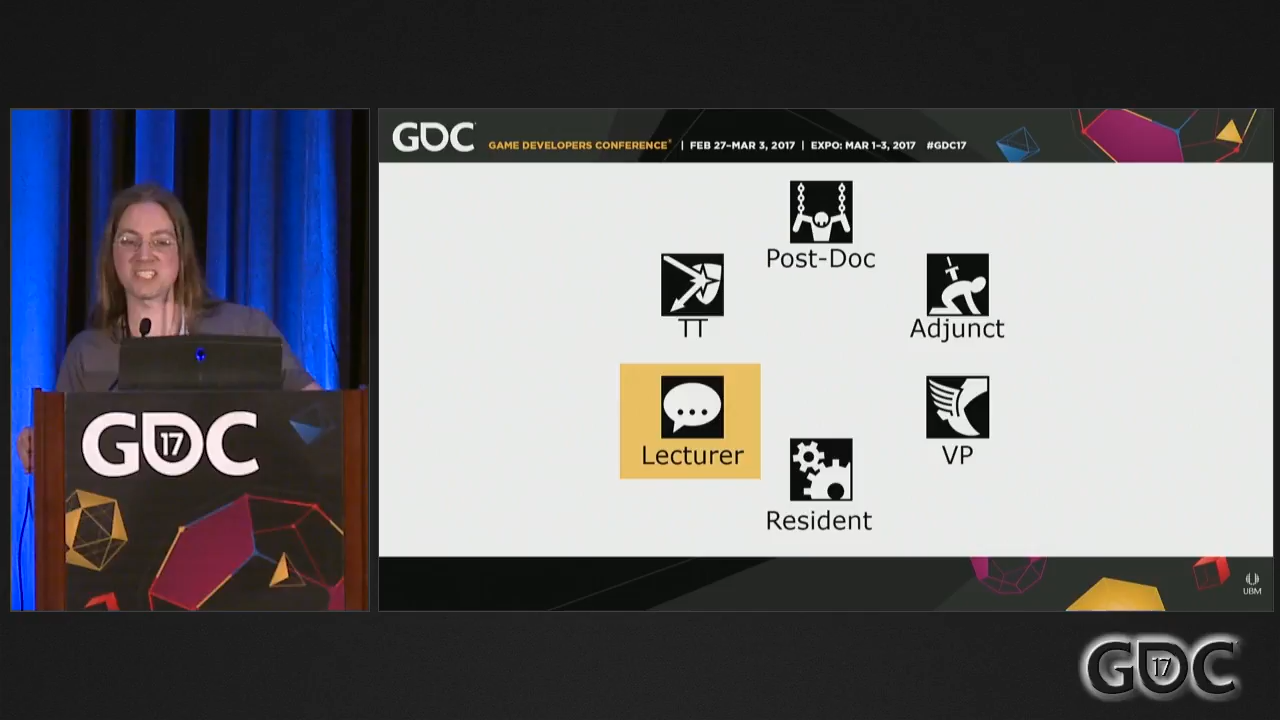 GDC
GAME DEVELOPERS CONFERENCE® | FEB 27–MAR 3, 2017 | EXPO: MAR 1–3, 2017 #GDC17
Post-Doc
TT
Adjunct
Lecturer
VP
Resident
GDC
17
UBM
GDC
17